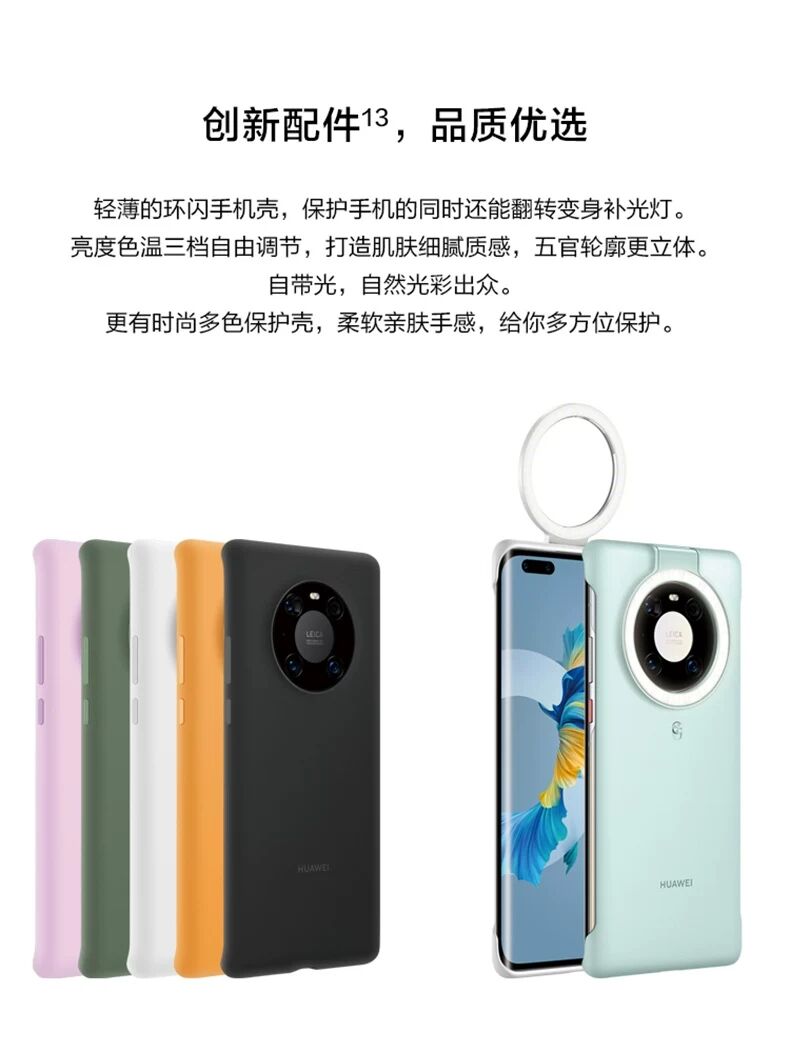 创新配件13，品质优选
轻薄的环闪手机壳，保护手机的同时还能翻转变身补光灯。
亮度色温三档自由调节，打造肌肤细腻质感，五官轮廓更立体。
自带光，自然光彩出众。
更有时尚多色保护壳，柔软亲肤手感，给你多方位保护。
LEICA
HUAWEI
LEICA
HUAWEI